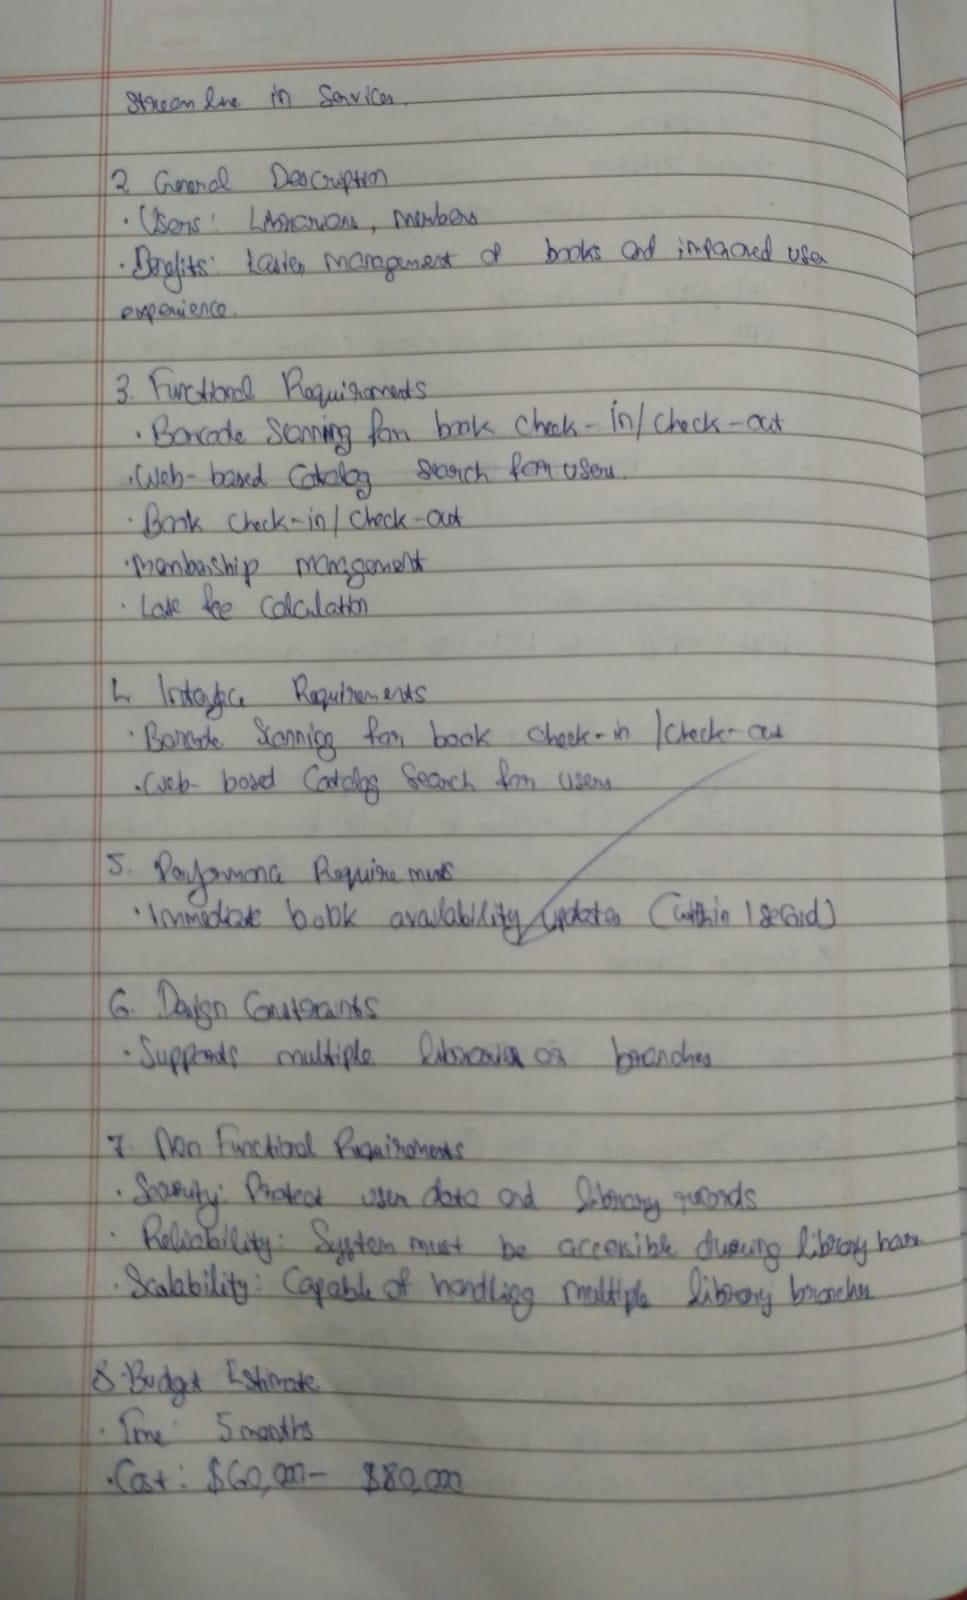 Streamline in Services.
2 General Description
· Users: Librarians, members
· Benefits: Easier management of books and improved user
experience.
3. Functional Requirements
· Barcode Scanning for book check-in/check-out
· Web-based Catalog Search for users.
· Book check-in/check-out
· Membership management
· Late fee Calculation
4 Interface Requirements
· Barcode Scanning for book check-in /check-out
· Web-based Catalog Search for users
5. Performance Requirements
· Immediate book availability updates (within 1 second)
6. Design Constraints
· Supports multiple libraries or branches
7. Non Functional Requirements
· Security: Protect user data and library records
· Reliability: System must be accessible during library hours
· Scalability: Capable of handling multiple library branches
8. Budget Estimate
· Time: 5 months
· Cost: $60,000 - $80,000